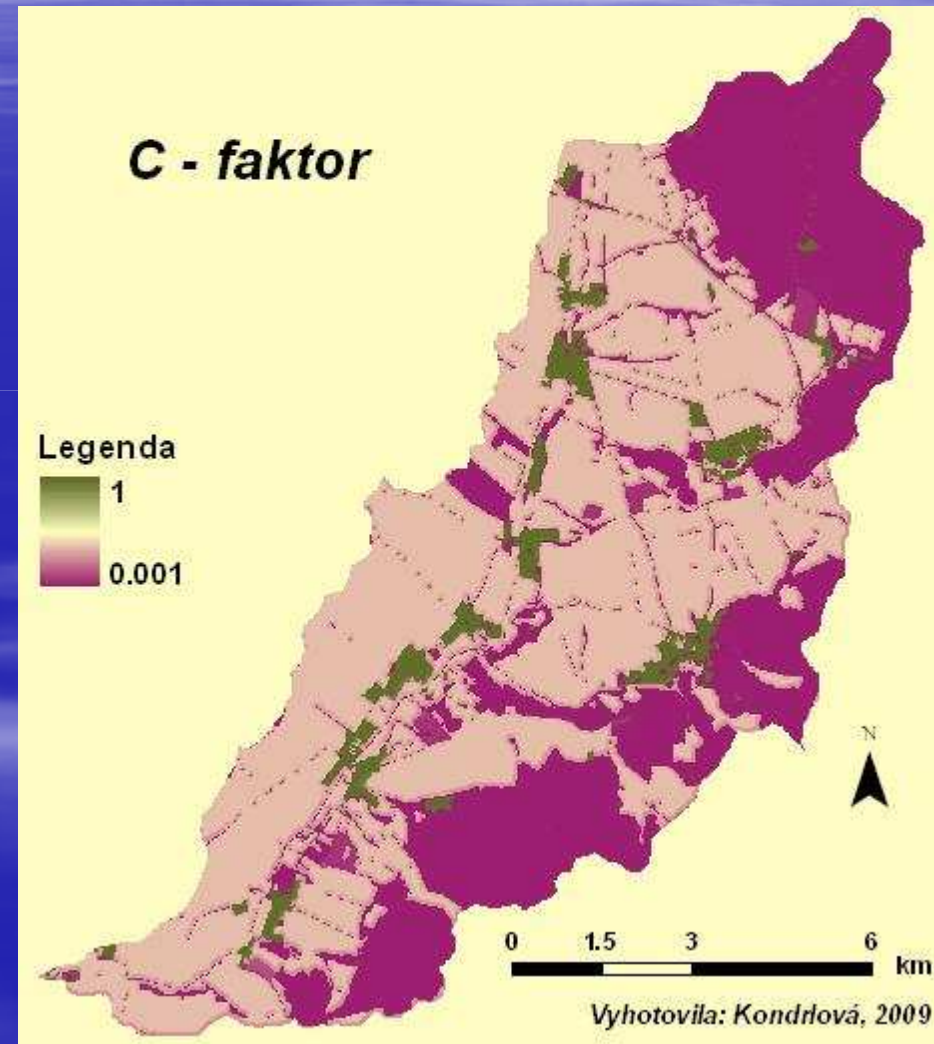 C - faktor
Legenda
1
0.001
N
0 1.5 3 6
km
Vyhotovila: Kondrlová, 2009